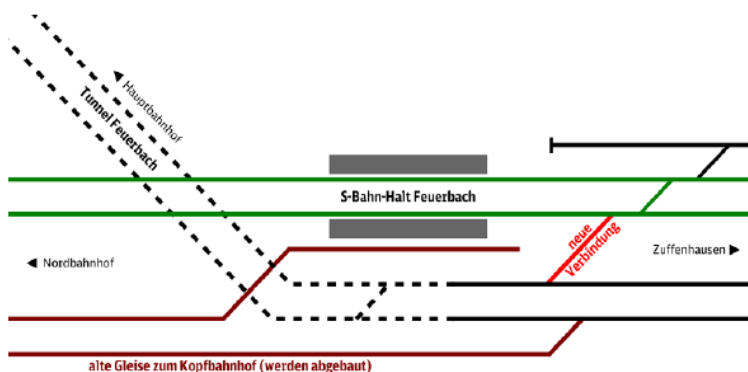 Hauptbahnhof
Tunnel Feuerbach
S-Bahn-Halt Feuerbach
neue
Verbindung
Zuffenhausen
Nordbahnhof
alte Gleise zum Kopfbahnhof (werden abgebaut)